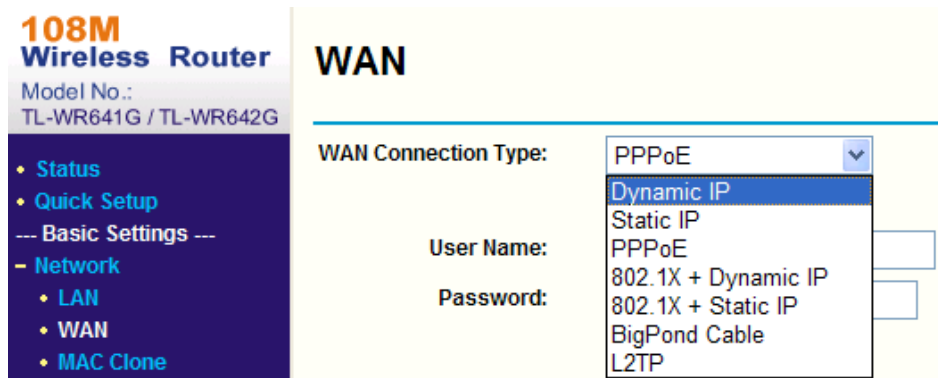 108M
Wireless Router
Model No.:
TL-WR641G / TL-WR642G
• Status
• Quick Setup
--- Basic Settings ---
– Network
• LAN
• WAN
• MAC Clone
WAN
WAN Connection Type:
PPPoE
Dynamic IP
Static IP
PPPoE
802.1X + Dynamic IP
802.1X + Static IP
BigPond Cable
L2TP
User Name:
Password: